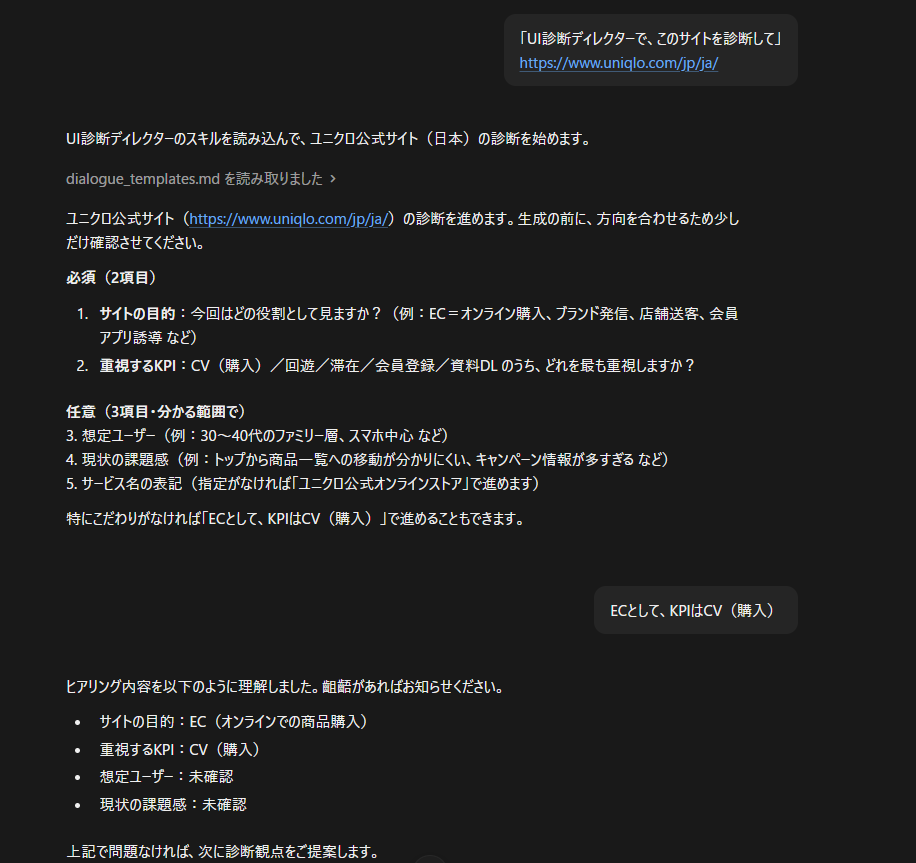 「UI診断ディレクターで、このサイトを診断して」
https://www.uniqlo.com/jp/ja/
UI診断ディレクターのスキルを読み込んで、ユニクロ公式サイト（日本）の診断を始めます。
dialogue_templates.md を読み取りました >
ユニクロ公式サイト（https://www.uniqlo.com/jp/ja/）の診断を進めます。生成の前に、方向を合わせるため少し
だけ確認させてください。
必須（2項目）
1. サイトの目的：今回はどの役割として見ますか？（例：EC＝オンライン購入、ブランド発信、店舗送客、会員
アプリ誘導 など）
2. 重視するKPI：CV（購入）／回遊／滞在／会員登録／資料DL のうち、どれを最も重視しますか？
任意（3項目・分かる範囲で）
3. 想定ユーザー（例：30〜40代のファミリー層、スマホ中心 など）
4. 現状の課題感（例：トップから商品一覧への移動が分かりにくい、キャンペーン情報が多すぎる など）
5. サービス名の表記（指定がなければ「ユニクロ公式オンラインストア」で進めます）
特にこだわりがなければ「ECとして、KPIはCV（購入）」で進めることもできます。
ECとして、KPIはCV（購入）
ヒアリング内容を以下のように理解しました。齟齬があればお知らせください。
• サイトの目的：EC（オンラインでの商品購入）
• 重視するKPI：CV（購入）
• 想定ユーザー：未確認
• 現状の課題感：未確認
上記で問題なければ、次に診断観点をご提案します。